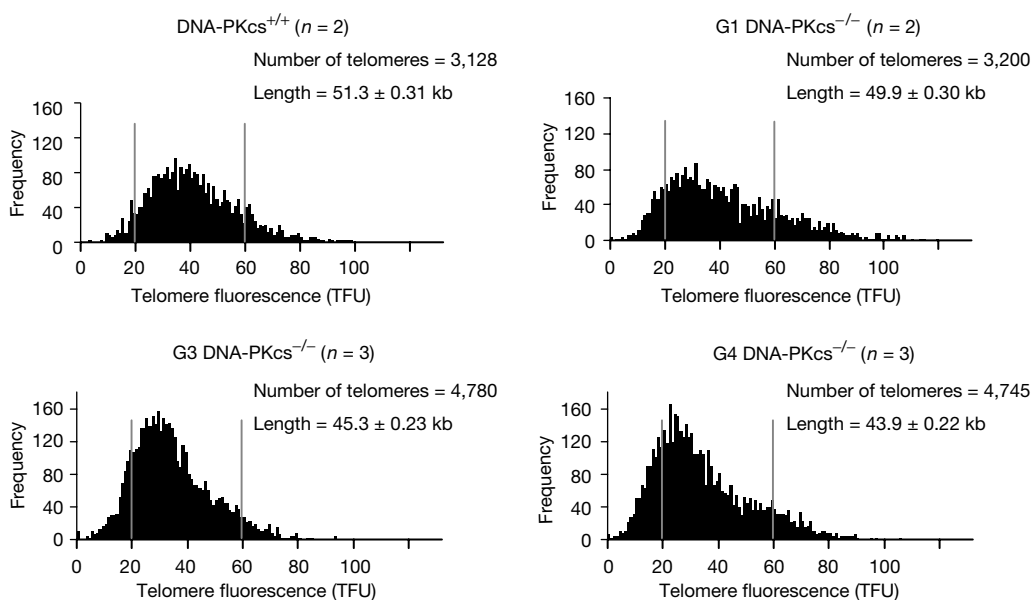 DNA-PKcs+/+ (n = 2)
Number of telomeres = 3,128
Length = 51.3 ± 0.31 kb
160
120
80
40
0
Frequency
0 20 40 60 80 100
Telomere fluorescence (TFU)
G1 DNA-PKcs−/− (n = 2)
Number of telomeres = 3,200
Length = 49.9 ± 0.30 kb
160
120
80
40
0
Frequency
0 20 40 60 80 100
Telomere fluorescence (TFU)
G3 DNA-PKcs−/− (n = 3)
Number of telomeres = 4,780
Length = 45.3 ± 0.23 kb
160
120
80
40
0
Frequency
0 20 40 60 80 100
Telomere fluorescence (TFU)
G4 DNA-PKcs−/− (n = 3)
Number of telomeres = 4,745
Length = 43.9 ± 0.22 kb
160
120
80
40
0
Frequency
0 20 40 60 80 100
Telomere fluorescence (TFU)